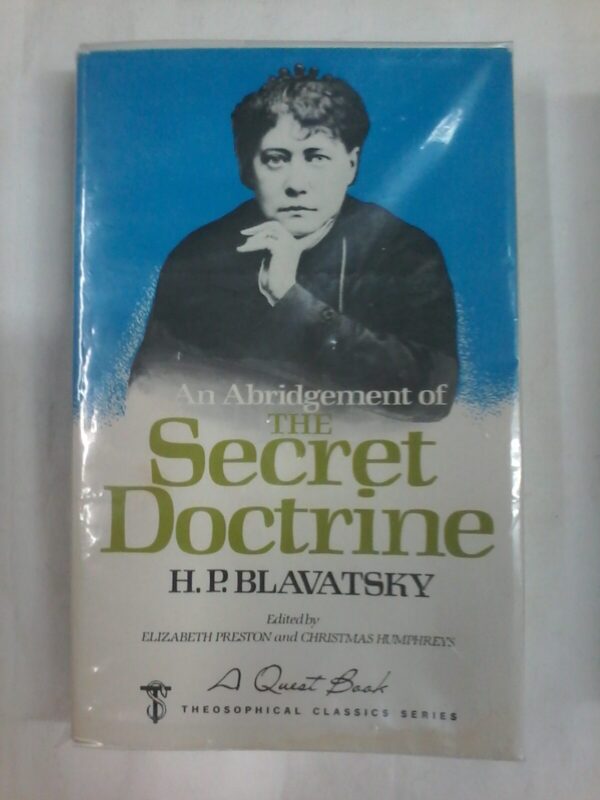 An Abridgement of
THE
Secret
Doctrine
H.P. BLAVATSKY
Edited by
ELIZABETH PRESTON and CHRISTMAS HUMPHREYS
A Quest Book
THEOSOPHICAL CLASSICS SERIES